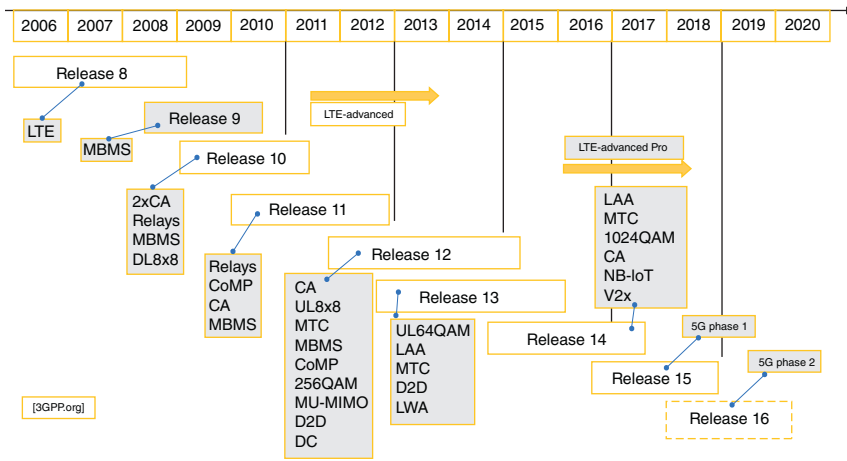 2006 2007 2008 2009 2010 2011 2012 2013 2014 2015 2016 2017 2018 2019 2020
Release 8
LTE
Release 9
MBMS
LTE-advanced
Release 10
2xCA
Relays
MBMS
DL8x8
LTE-advanced Pro
LAA
MTC
1024QAM
CA
NB-IoT
V2x
Release 11
Relays
CoMP
CA
MBMS
Release 12
CA
UL8x8
MTC
MBMS
CoMP
256QAM
MU-MIMO
D2D
DC
Release 13
UL64QAM
LAA
MTC
D2D
LWA
Release 14
5G phase 1
Release 15
5G phase 2
Release 16
[3GPP.org]